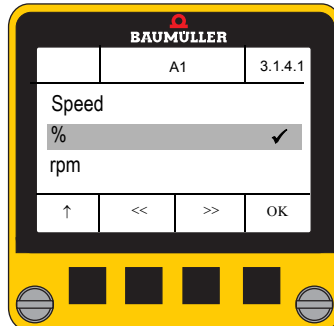 BAUMÜLLER
A1 3.1.4.1
Speed
% ✓
rpm
↑ << >> OK